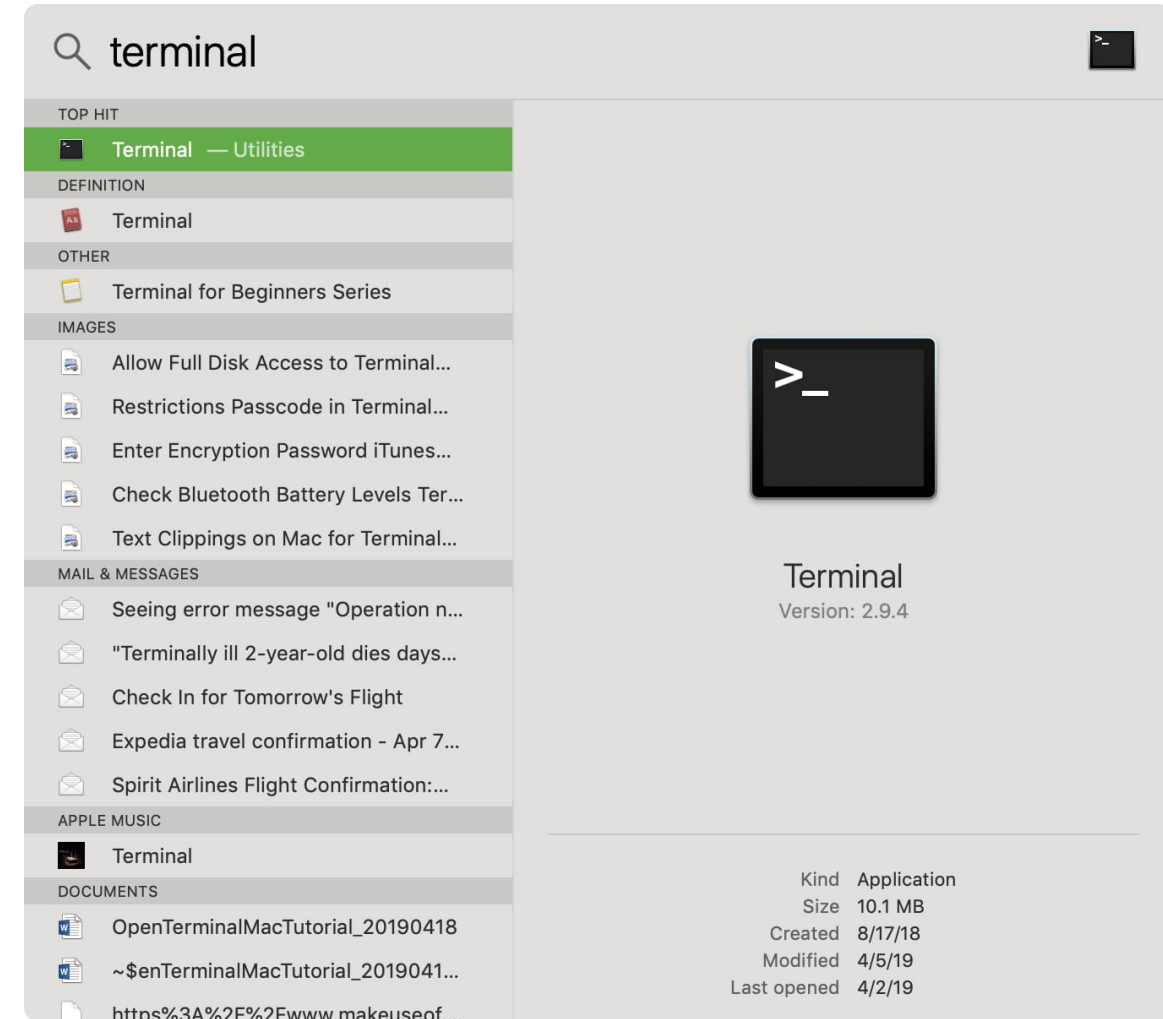 terminal
TOP HIT
Terminal — Utilities
DEFINITION
Terminal
OTHER
Terminal for Beginners Series
IMAGES
Allow Full Disk Access to Terminal...
Restrictions Passcode in Terminal...
Enter Encryption Password iTunes...
Check Bluetooth Battery Levels Ter...
Text Clippings on Mac for Terminal...
MAIL & MESSAGES
Seeing error message "Operation n...
"Terminally ill 2-year-old dies days...
Check In for Tomorrow's Flight
Expedia travel confirmation - Apr 7...
Spirit Airlines Flight Confirmation:...
APPLE MUSIC
Terminal
DOCUMENTS
OpenTerminalMacTutorial_20190418
~$enTerminalMacTutorial_2019041...
https%3A%2F%2Fwww.makeuseof...
>_
Terminal
Version: 2.9.4
Kind Application
Size 10.1 MB
Created 8/17/18
Modified 4/5/19
Last opened 4/2/19